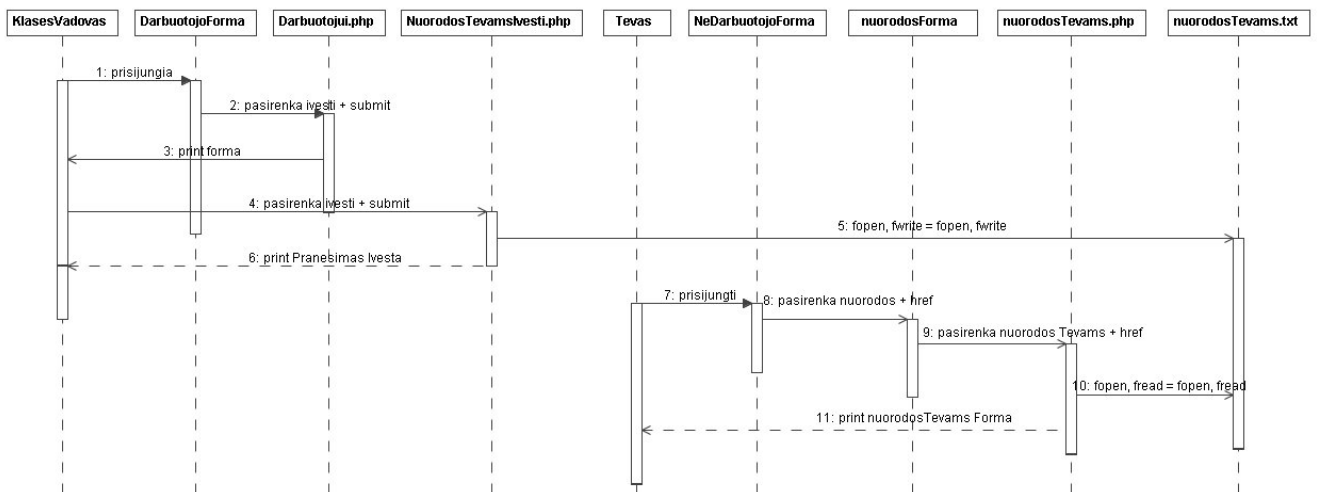 KlasesVadovas
DarbuotojoForma
Darbuotojui.php
NuorodosTevamsIvesti.php
Tevas
NeDarbuotojoForma
nuorodosForma
nuorodosTevams.php
nuorodosTevams.txt
1: prisijungia
2: pasirenka ivesti + submit
3: print forma
4: pasirenka ivesti + submit
5: fopen, fwrite = fopen, fwrite
6: print Pranesimas Ivesta
7: prisijungti
8: pasirenka nuorodos + href
9: pasirenka nuorodos Tevams + href
10: fopen, fread = fopen, fread
11: print nuorodosTevams Forma